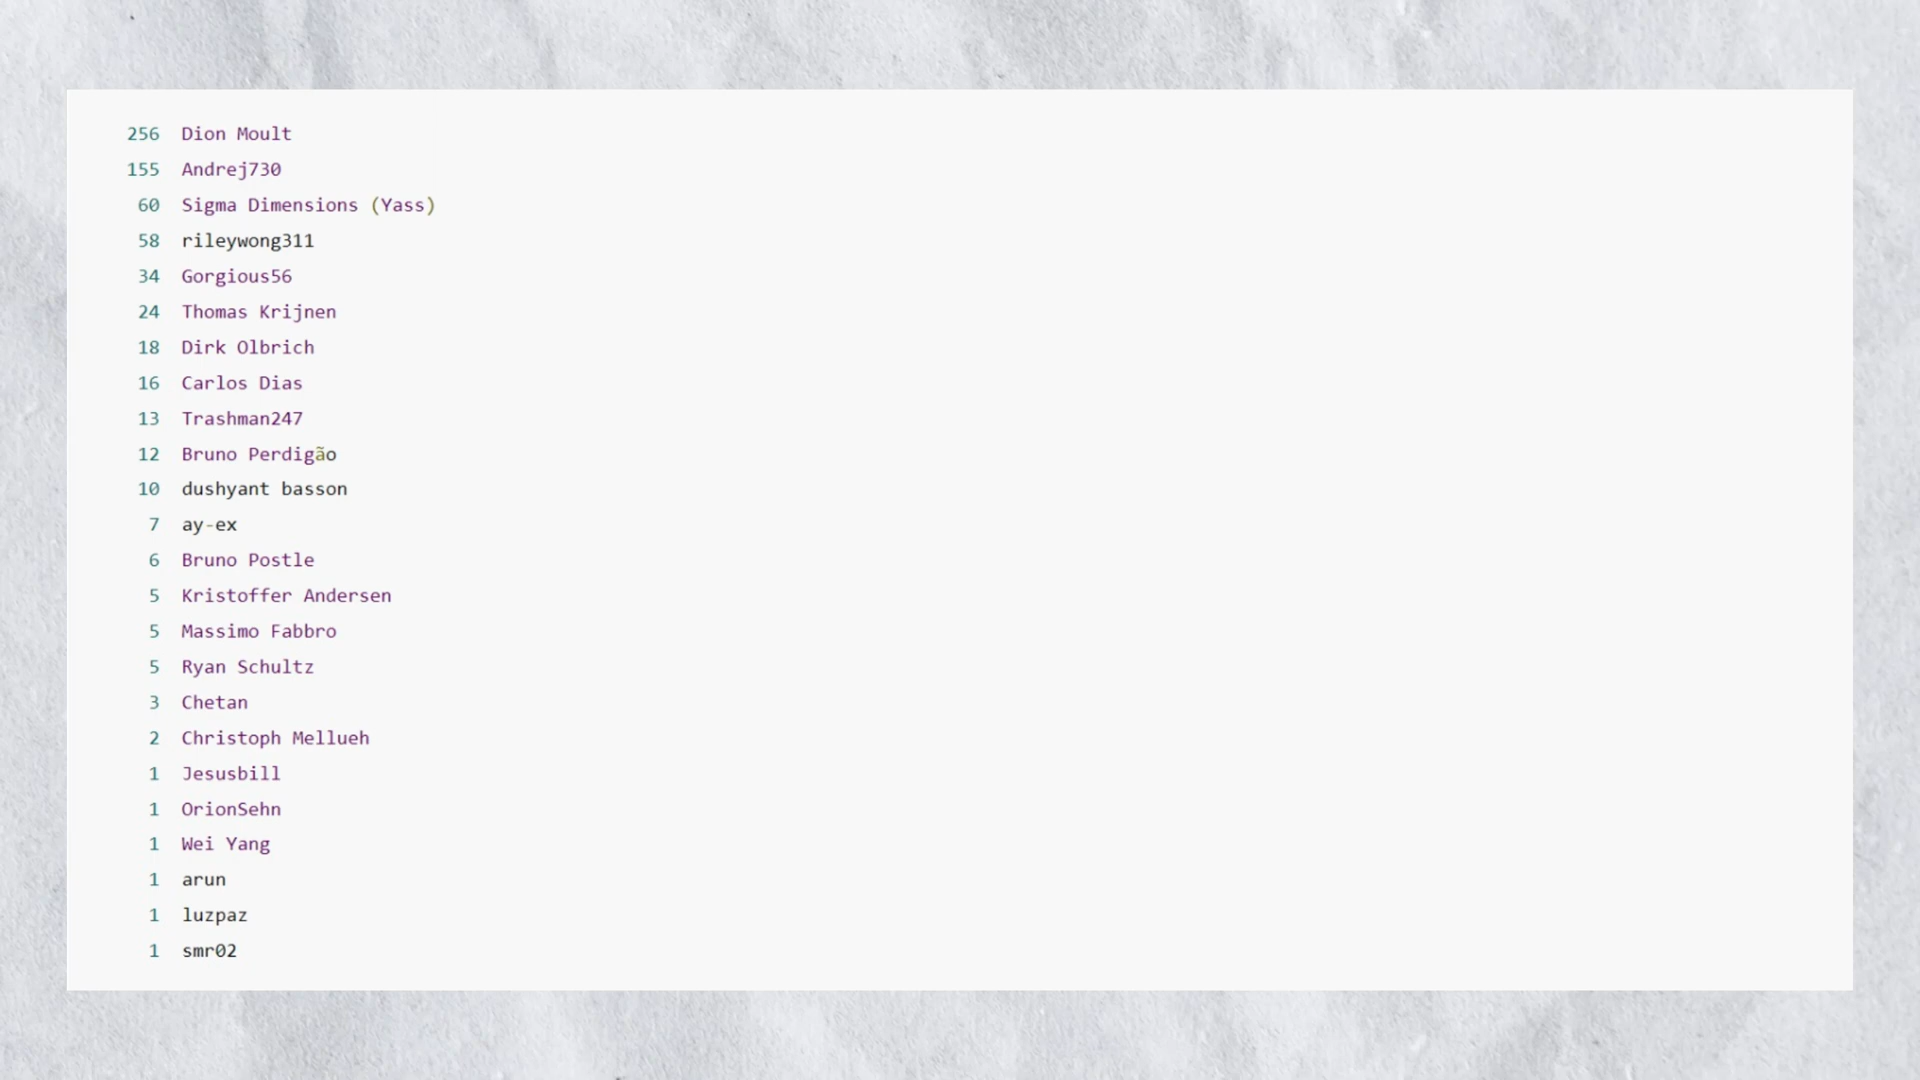 256 Dion Moult
155 Andrej730
60 Sigma Dimensions (Yass)
58 rileywong311
34 Gorgious56
24 Thomas Krijnen
18 Dirk Olbrich
16 Carlos Dias
13 Trashman247
12 Bruno Perdigão
10 dushyant basson
7 ay-ex
6 Bruno Postle
5 Kristoffer Andersen
5 Massimo Fabbro
5 Ryan Schultz
3 Chetan
2 Christoph Mellueh
1 Jesusbill
1 OrionSehn
1 Wei Yang
1 arun
1 luzpaz
1 smr02